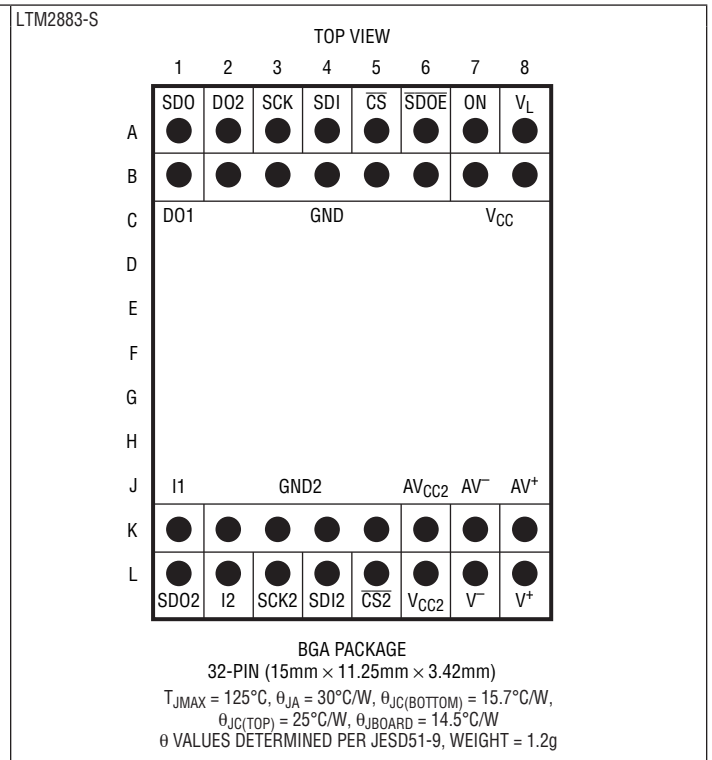 LTM2883-S
TOP VIEW
1 2 3 4 5 6 7 8
SDO DO2 SCK SDI C̅S̅ S̅D̅O̅E̅ ON VL
A
B
C DO1 GND VCC
D
E
F
G
H
J I1 GND2 AVCC2 AV– AV+
K
L
SDO2 I2 SCK2 SDI2 C̅S̅2̅ VCC2 V– V+
BGA PACKAGE
32-PIN (15mm × 11.25mm × 3.42mm)
TJMAX = 125°C, θJA = 30°C/W, θJC(BOTTOM) = 15.7°C/W,
θJC(TOP) = 25°C/W, θJBOARD = 14.5°C/W
θ VALUES DETERMINED PER JESD51-9, WEIGHT = 1.2g